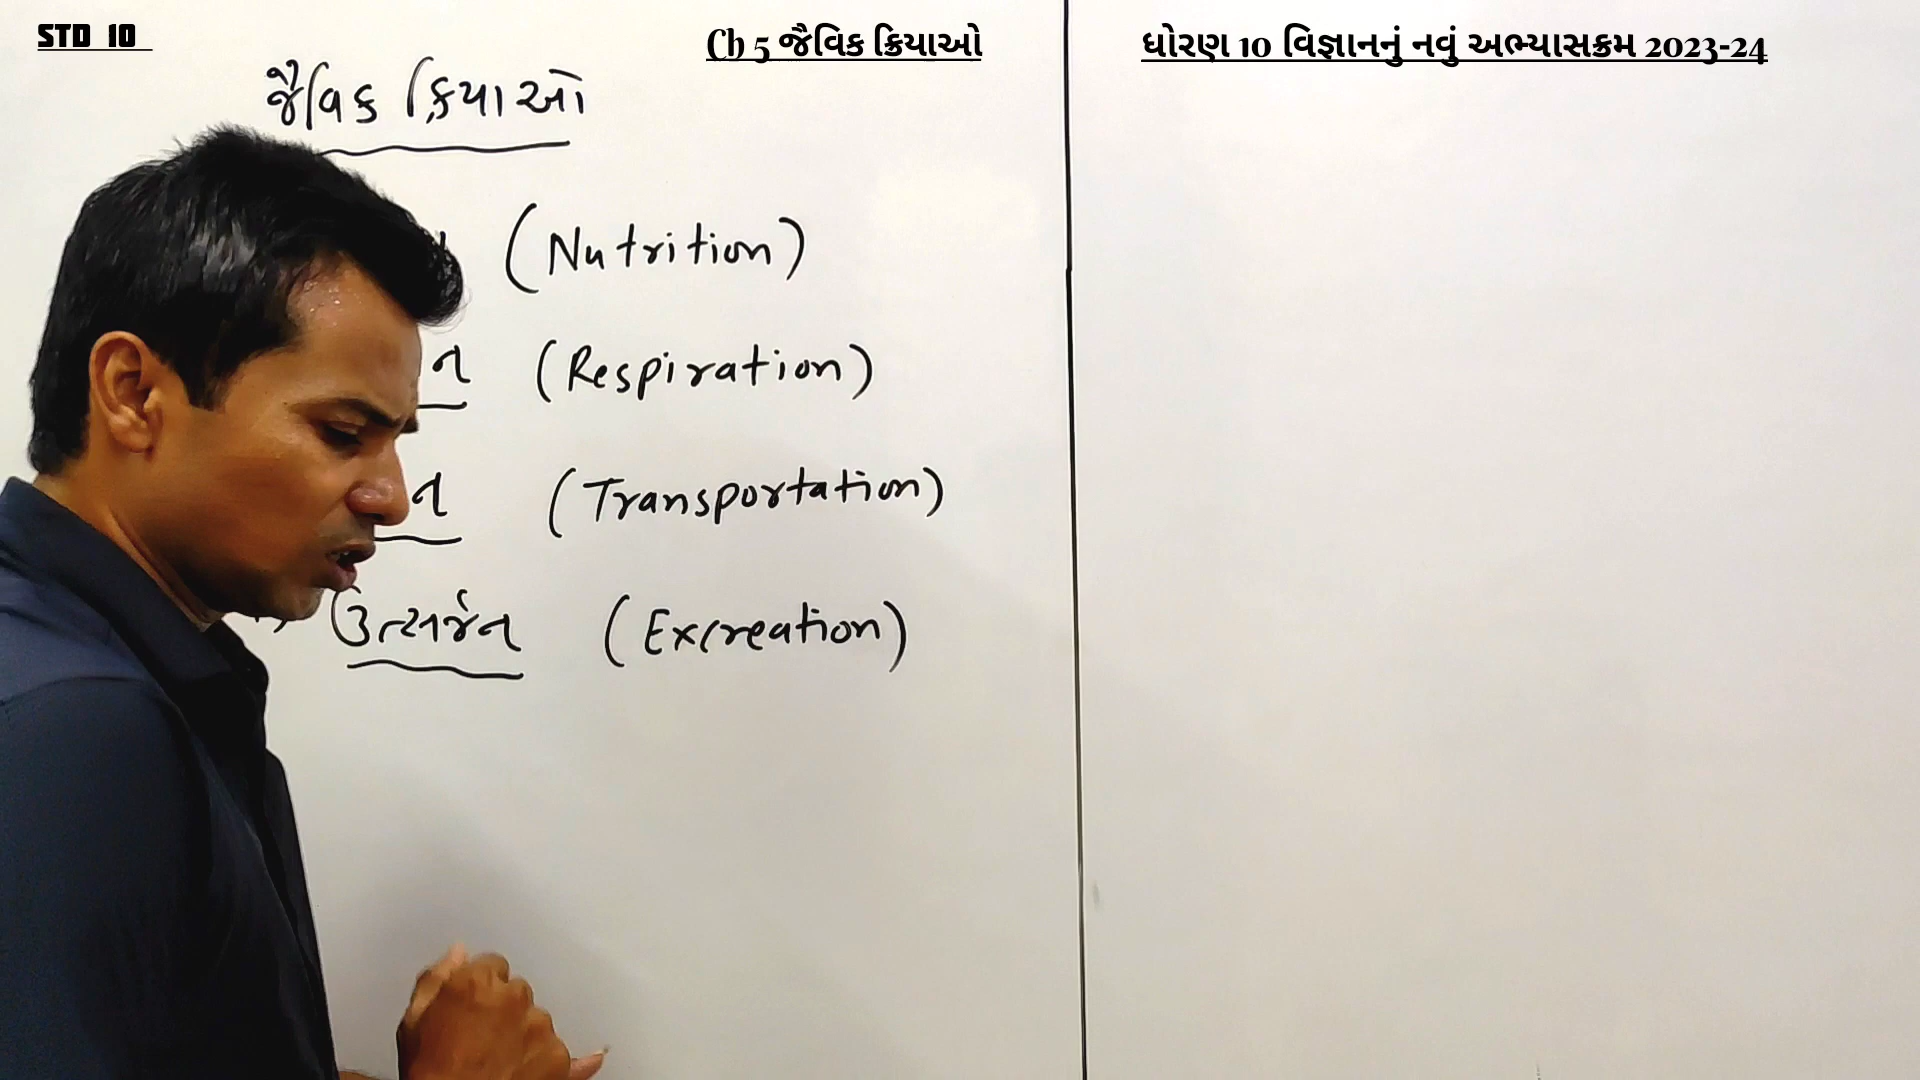 STD 10
Ch 5 જૈવિક ક્રિયાઓ
ધોરણ 10 વિજ્ઞાનનું નવું અભ્યાસક્રમ 2023-24
જૈવિક ક્રિયાઓ
(Nutrition)
ન (Respiration)
ન (Transportation)
ઉત્સર્જન (Excreation)